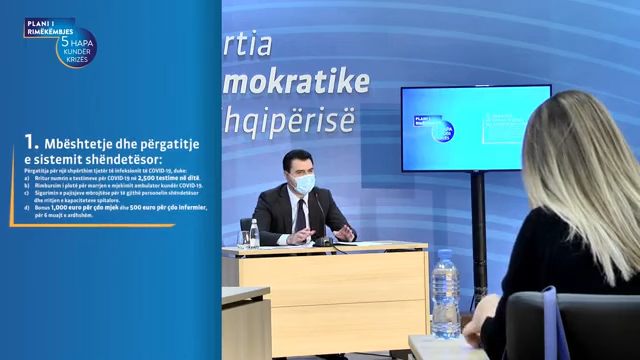 PLANI I
RIMËKËMBJES
5 HAPA
KUNDËR
KRIZËS
1. Mbështetje dhe përgatitje
e sistemit shëndetësor:
Përgatitja për një shpërthim tjetër të infeksionit të COVID-19, duke:
a) Rritur numrin e testimeve për COVID-19 në 2,500 testime në ditë.
b) Rimbursim i plotë për marrjen e mjekimit ambulator kundër COVID-19.
c) Sigurimin e pajisjeve mbrojtëse për të gjithë personelin shëndetësor
dhe rritjen e kapaciteteve spitalore.
d) Bonus 1,000 euro për çdo mjek dhe 500 euro për çdo infermier,
për 6 muajt e ardhshëm.
rtia
mokratike
hqipërisë